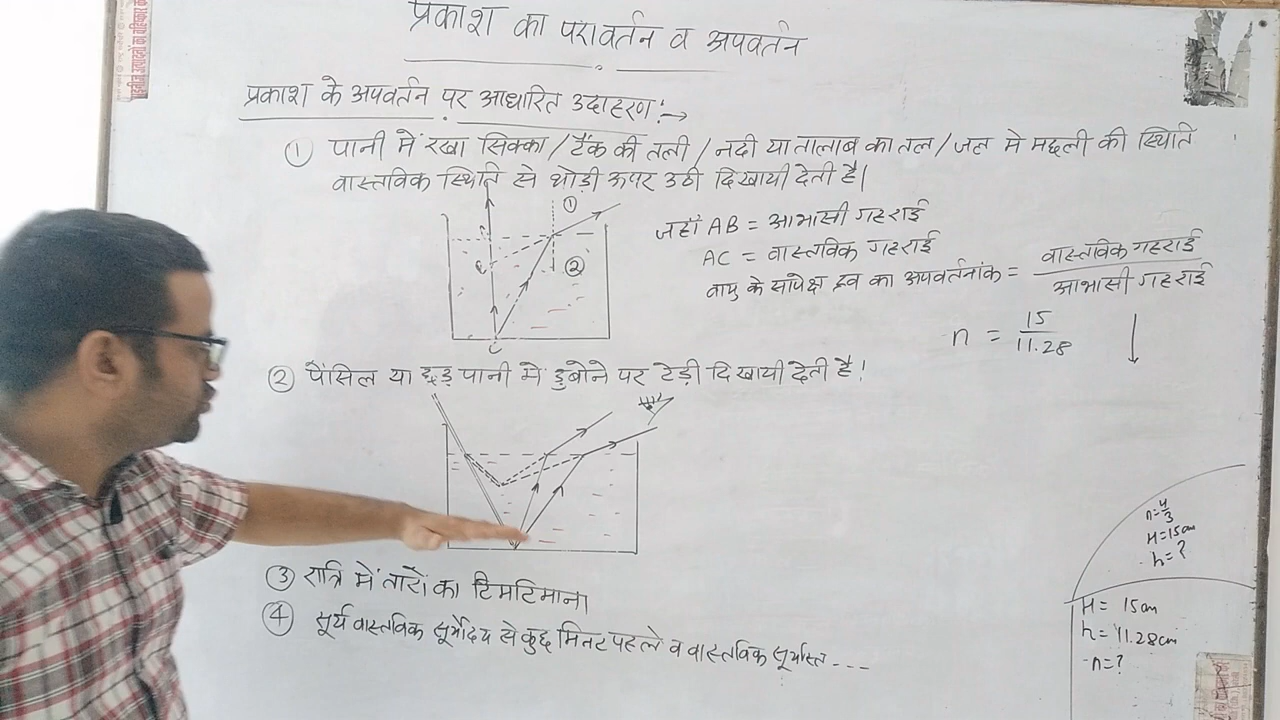 प्रकाश का परावर्तन व अपवर्तन
प्रकाश के अपवर्तन पर आधारित उदाहरण:→
① पानी में रखा सिक्का/टैंक की तली/नदी या तालाब का तल/जल मे मछली की स्थिति
वास्तविक स्थिति से थोड़ी ऊपर उठी दिखायी देती है।
①
②
C
जहाँ AB = आभासी गहराई
AC = वास्तविक गहराई
वायु के सापेक्ष द्रव का अपवर्तनांक = वास्तविक गहराई / आभासी गहराई
n = 15 / 11.28
② पेंसिल या छड़ पानी में डुबोने पर टेड़ी दिखायी देती है!
③ रात्रि में तारों का टिमटिमाना
④ सूर्य वास्तविक सूर्योदय से कुछ मिनट पहले व वास्तविक सूर्यास्त ---
n=4/3
H=15cm
h=?
H= 15cm
h= 11.28cm
n=?